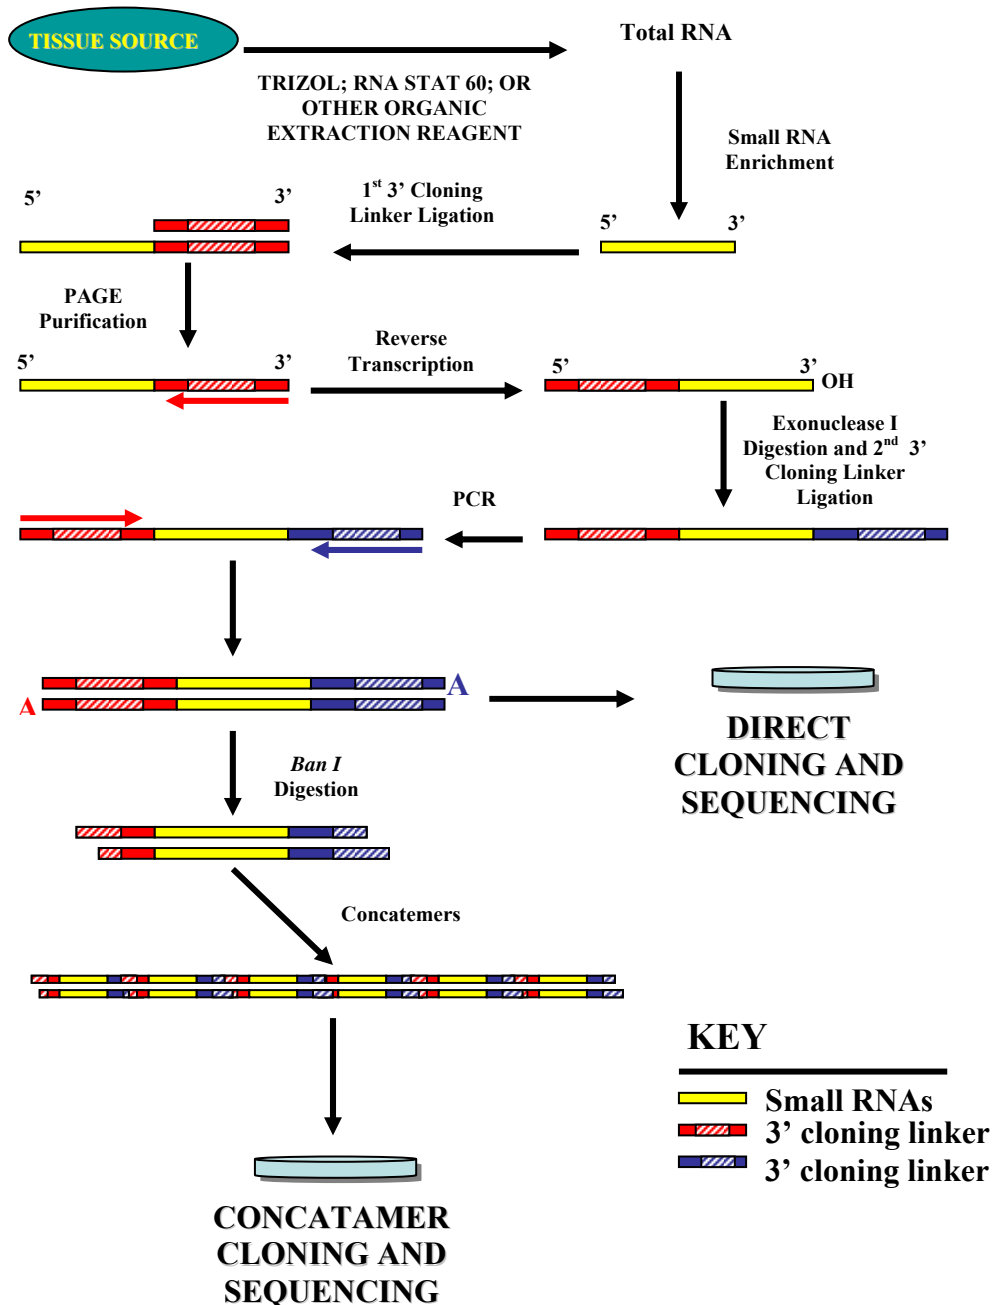 TISSUE SOURCE
Total RNA
TRIZOL; RNA STAT 60; OR
OTHER ORGANIC
EXTRACTION REAGENT
Small RNA
Enrichment
5’ 3’
1st 3’ Cloning
Linker Ligation
5’ 3’
PAGE
Purification
5’ 3’
Reverse
Transcription
5’ 3’
OH
Exonuclease I
Digestion and 2nd 3’
Cloning Linker
Ligation
PCR
A
A
DIRECT
CLONING AND
SEQUENCING
Ban I
Digestion
Concatemers
KEY
Small RNAs
3’ cloning linker
3’ cloning linker
CONCATAMER
CLONING AND
SEQUENCING